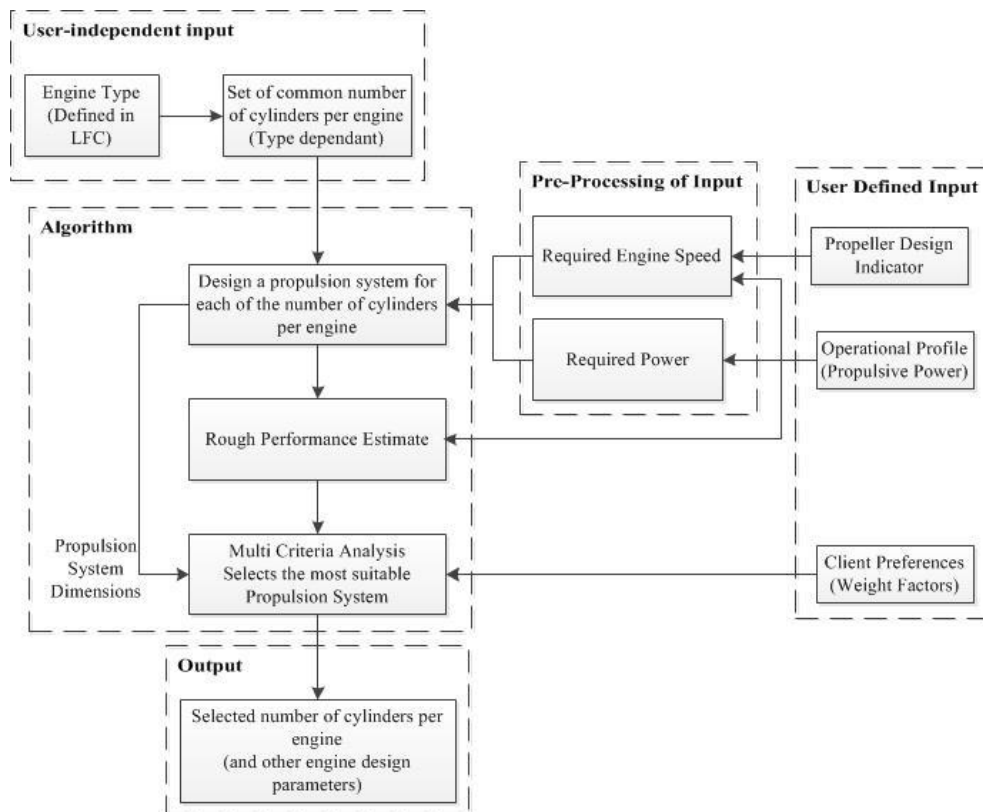 User-independent input
Engine Type
(Defined in
LFC)
Set of common number
of cylinders per engine
(Type dependant)
Pre-Processing of Input
User Defined Input
Algorithm
Required Engine Speed
Propeller Design
Indicator
Design a propulsion system for
each of the number of cylinders
per engine
Required Power
Operational Profile
(Propulsive Power)
Rough Performance Estimate
Propulsion
System
Dimensions
Multi Criteria Analysis
Selects the most suitable
Propulsion System
Client Preferences
(Weight Factors)
Output
Selected number of cylinders per
engine
(and other engine design
parameters)